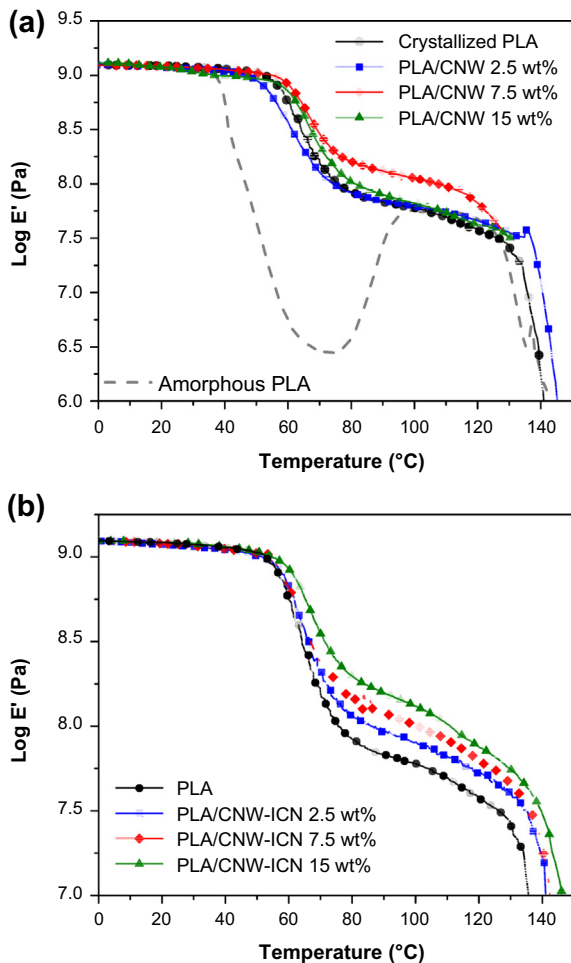 (a)
9.5
9.0
8.5
8.0
7.5
7.0
6.5
6.0
Log E' (Pa)
Crystallized PLA
PLA/CNW 2.5 wt%
PLA/CNW 7.5 wt%
PLA/CNW 15 wt%
Amorphous PLA
0 20 40 60 80 100 120 140
Temperature (°C)
(b)
9.0
8.5
8.0
7.5
7.0
Log E' (Pa)
PLA
PLA/CNW-ICN 2.5 wt%
PLA/CNW-ICN 7.5 wt%
PLA/CNW-ICN 15 wt%
0 20 40 60 80 100 120 140
Temperature (°C)